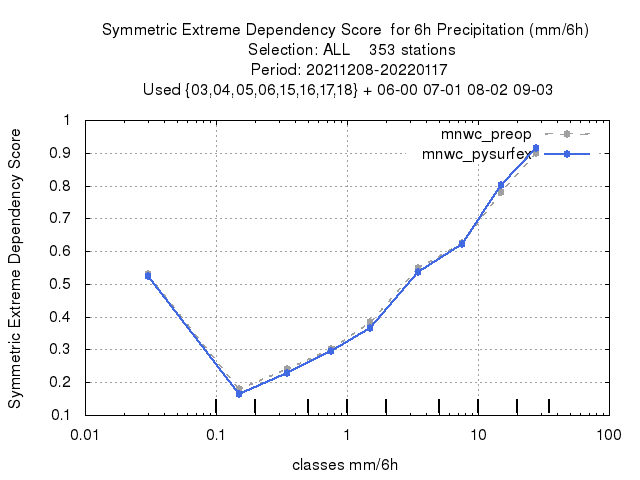 Symmetric Extreme Dependency Score  for 6h Precipitation (mm/6h)
Selection: ALL    353 stations
Period: 20211208-20220117
Used {03,04,05,06,15,16,17,18} + 06-00 07-01 08-02 09-03
mnwc_preop
mnwc_pysurfex
Symmetric Extreme Dependency Score
1
0.9
0.8
0.7
0.6
0.5
0.4
0.3
0.2
0.1
0.01 0.1 1 10 100
classes mm/6h